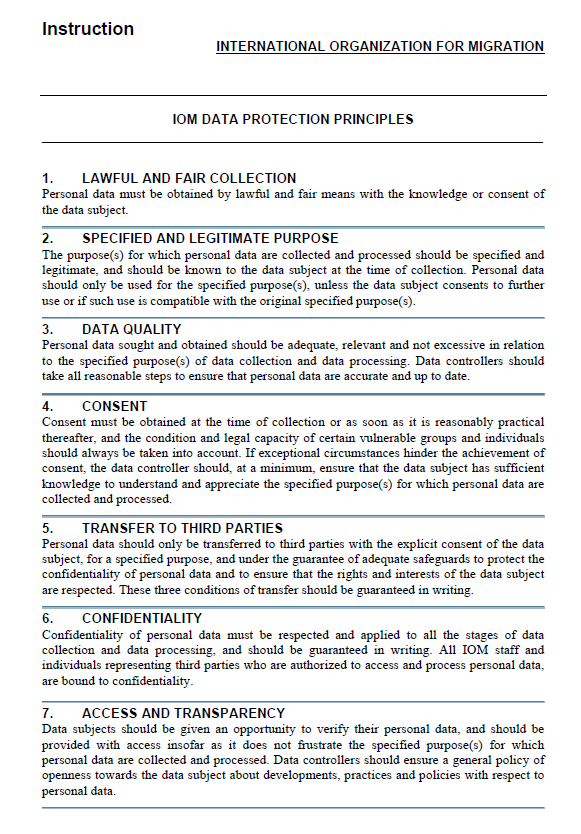 Instruction
INTERNATIONAL ORGANIZATION FOR MIGRATION
IOM DATA PROTECTION PRINCIPLES
1. LAWFUL AND FAIR COLLECTION
Personal data must be obtained by lawful and fair means with the knowledge or consent of
the data subject.
2. SPECIFIED AND LEGITIMATE PURPOSE
The purpose(s) for which personal data are collected and processed should be specified and
legitimate, and should be known to the data subject at the time of collection. Personal data
should only be used for the specified purpose(s), unless the data subject consents to further
use or if such use is compatible with the original specified purpose(s).
3. DATA QUALITY
Personal data sought and obtained should be adequate, relevant and not excessive in relation
to the specified purpose(s) of data collection and data processing. Data controllers should
take all reasonable steps to ensure that personal data are accurate and up to date.
4. CONSENT
Consent must be obtained at the time of collection or as soon as it is reasonably practical
thereafter, and the condition and legal capacity of certain vulnerable groups and individuals
should always be taken into account. If exceptional circumstances hinder the achievement of
consent, the data controller should, at a minimum, ensure that the data subject has sufficient
knowledge to understand and appreciate the specified purpose(s) for which personal data are
collected and processed.
5. TRANSFER TO THIRD PARTIES
Personal data should only be transferred to third parties with the explicit consent of the data
subject, for a specified purpose, and under the guarantee of adequate safeguards to protect the
confidentiality of personal data and to ensure that the rights and interests of the data subject
are respected. These three conditions of transfer should be guaranteed in writing.
6. CONFIDENTIALITY
Confidentiality of personal data must be respected and applied to all the stages of data
collection and data processing, and should be guaranteed in writing. All IOM staff and
individuals representing third parties who are authorized to access and process personal data,
are bound to confidentiality.
7. ACCESS AND TRANSPARENCY
Data subjects should be given an opportunity to verify their personal data, and should be
provided with access insofar as it does not frustrate the specified purpose(s) for which
personal data are collected and processed. Data controllers should ensure a general policy of
openness towards the data subject about developments, practices and policies with respect to
personal data.